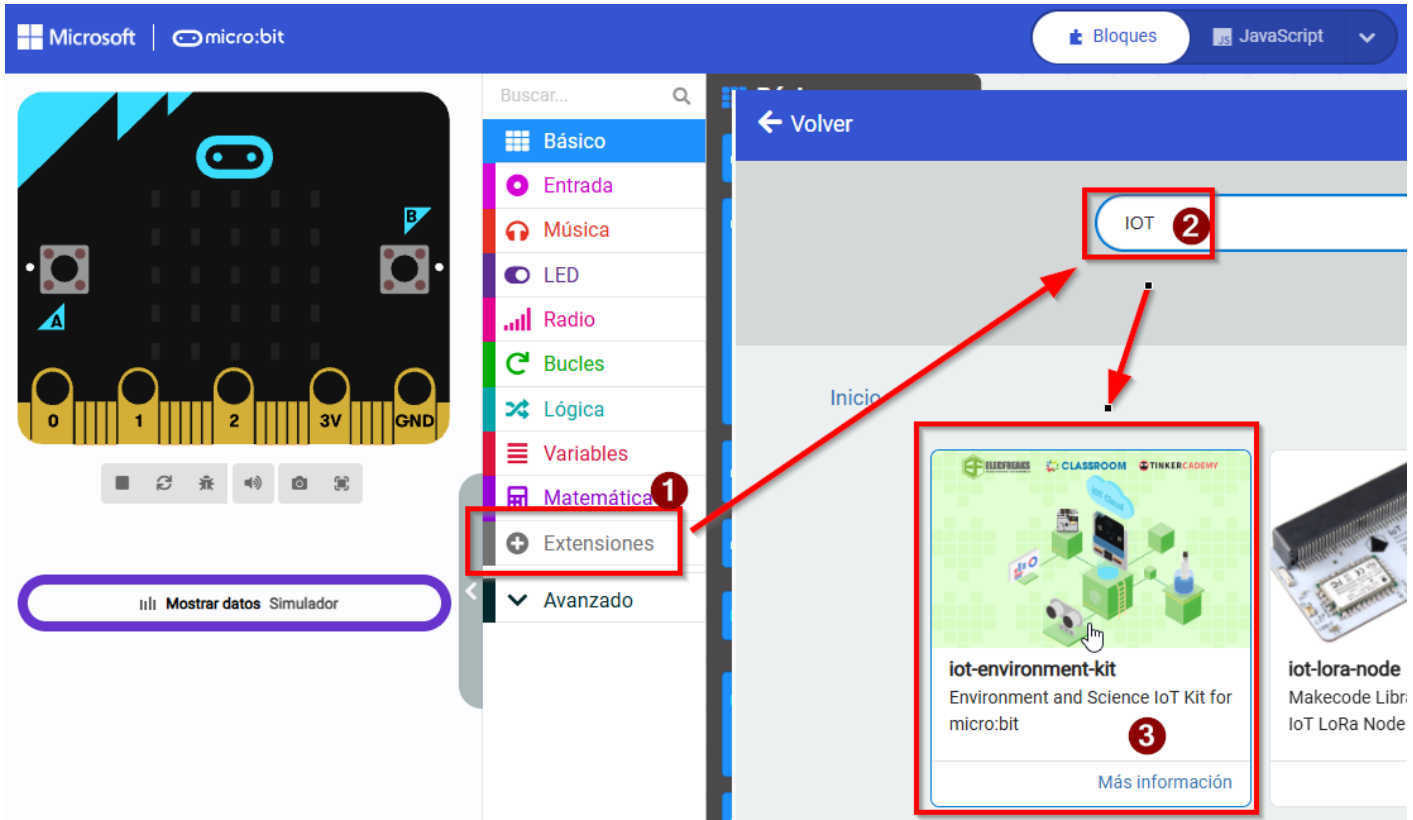 Microsoft
micro:bit
Bloques
JavaScript
Buscar...
Básico
Entrada
Música
LED
Radio
Bucles
Lógica
Variables
Matemática
1
Extensiones
Avanzado
B
A
0 1 2 3V GND
Mostrar datos Simulador
Volver
IOT
2
Inicio
ELECFREAKS CLASSROOM TINKERCADEMY
IOT Cloud
iot-environment-kit
Environment and Science IoT Kit for
micro:bit
3
Más información
iot-lora-node
Makecode Libr
IoT LoRa Node